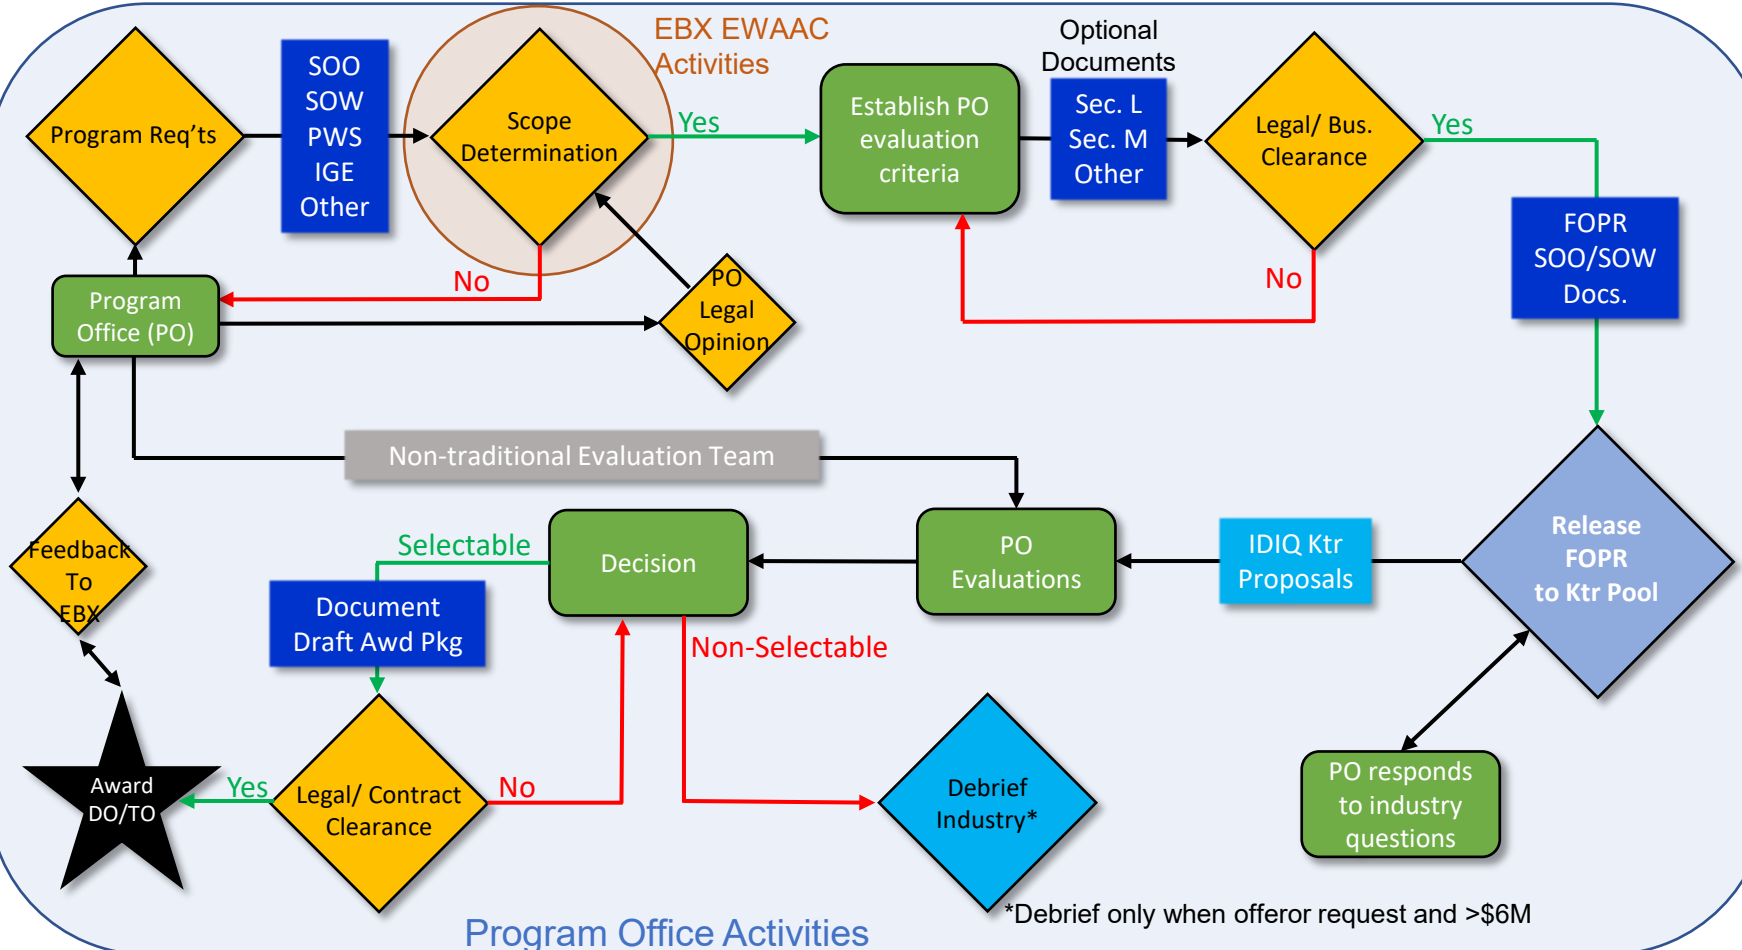 EBX EWAAC
Activities
Optional
Documents
Program Req'ts
SOO
SOW
PWS
IGE
Other
Scope
Determination
Yes
Establish PO
evaluation
criteria
Sec. L
Sec. M
Other
Legal/ Bus.
Clearance
Yes
No
No
FOPR
SOO/SOW
Docs.
Program
Office (PO)
PO
Legal
Opinion
Non-traditional Evaluation Team
Release
FOPR
to Ktr Pool
IDIQ Ktr
Proposals
PO
Evaluations
Decision
Selectable
Non-Selectable
Document
Draft Awd Pkg
Feedback
To
EBX
Award
DO/TO
Yes
Legal/ Contract
Clearance
No
Debrief
Industry*
PO responds
to industry
questions
*Debrief only when offeror request and >$6M
Program Office Activities